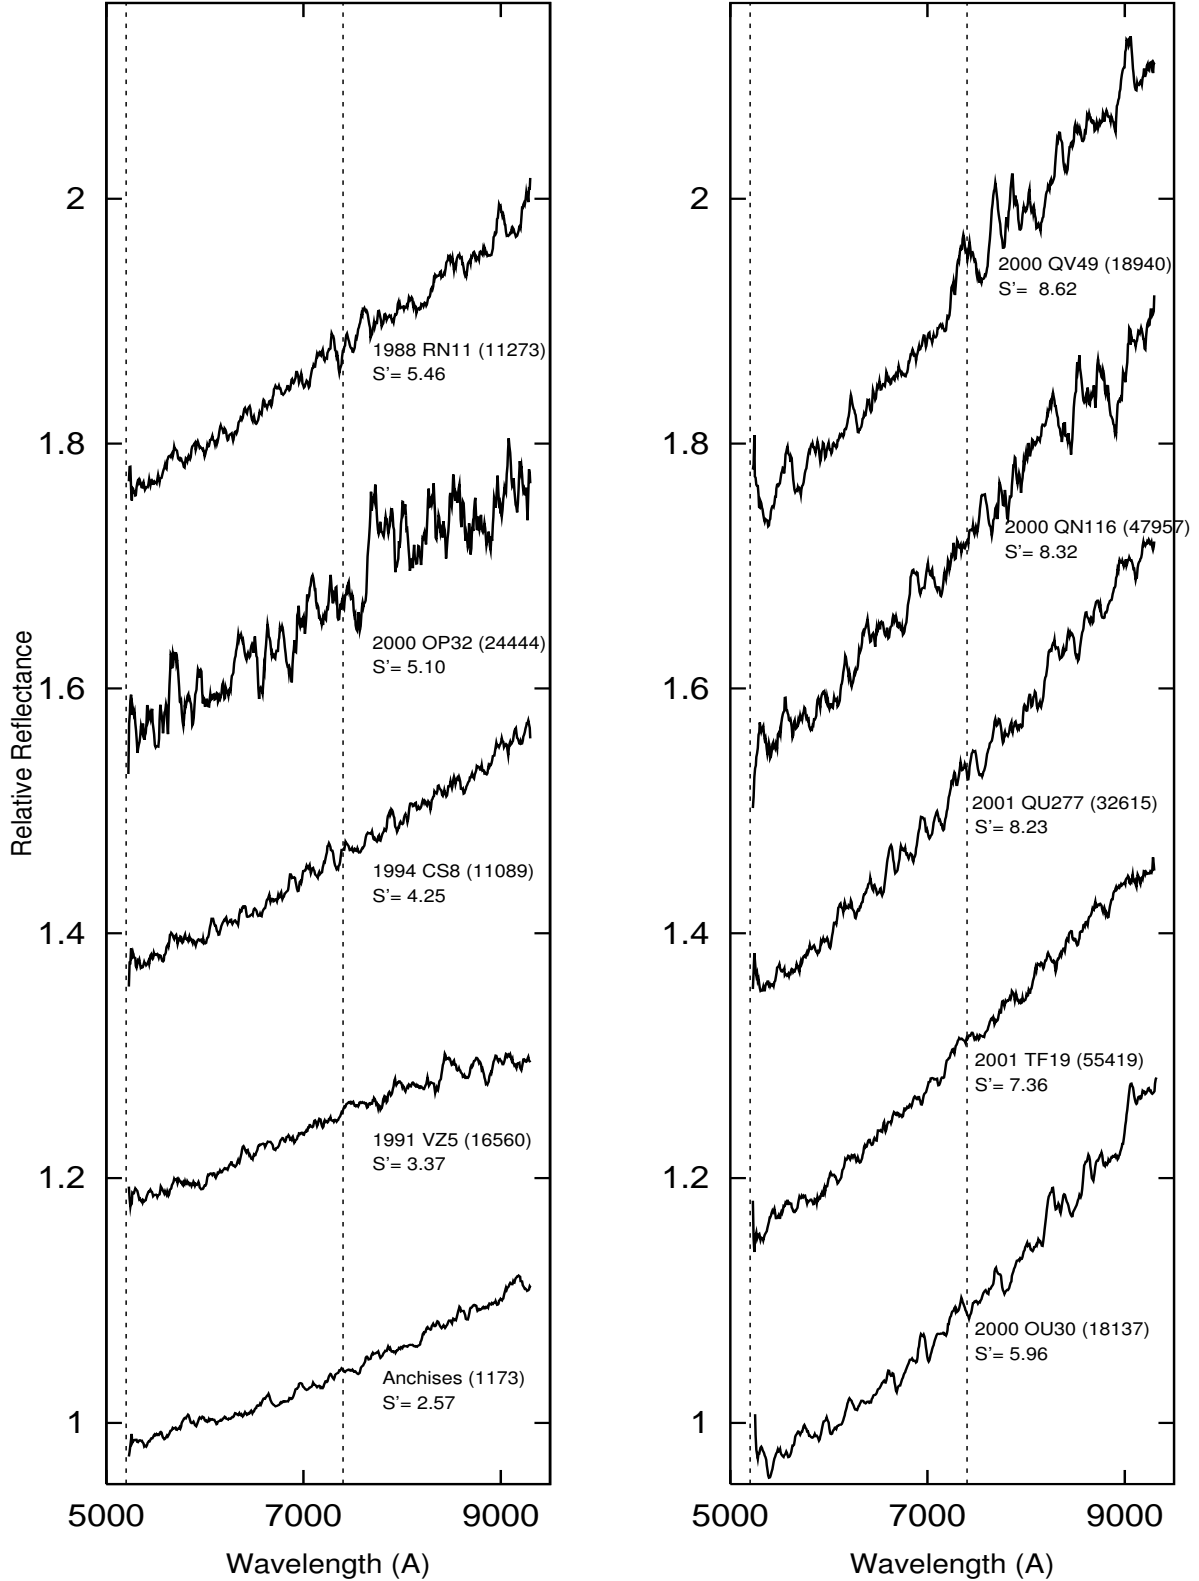 Relative Reflectance
2
1.8
1.6
1.4
1.2
1
1988 RN11 (11273)
S'= 5.46
2000 OP32 (24444)
S'= 5.10
1994 CS8 (11089)
S'= 4.25
1991 VZ5 (16560)
S'= 3.37
Anchises (1173)
S'= 2.57
5000 7000 9000
Wavelength (A)
2
1.8
1.6
1.4
1.2
1
2000 QV49 (18940)
S'= 8.62
2000 QN116 (47957)
S'= 8.32
2001 QU277 (32615)
S'= 8.23
2001 TF19 (55419)
S'= 7.36
2000 OU30 (18137)
S'= 5.96
5000 7000 9000
Wavelength (A)